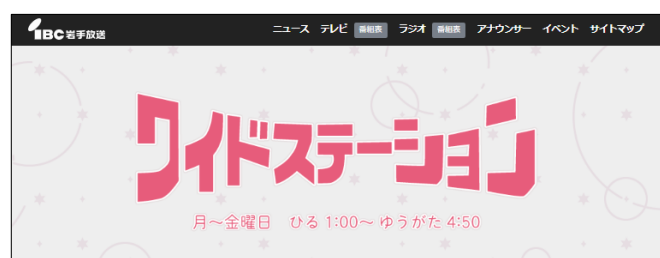 IBC岩手放送 ニュース テレビ 番組表 ラジオ 番組表 アナウンサー イベント サイトマップ
ワイドステーション
月～金曜日 ひる 1:00～ ゆうがた 4:50